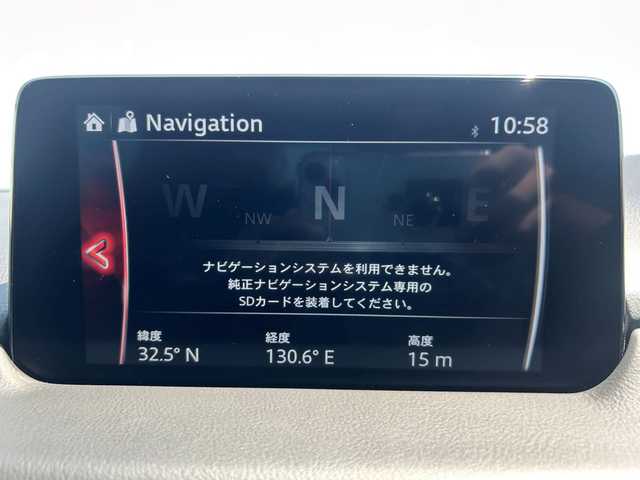 Navigation
10:58
W NW N NE E
ナビゲーションシステムを利用できません。
純正ナビゲーションシステム専用の
SDカードを装着してください。
緯度 経度 高度
32.5° N 130.6° E 15 m